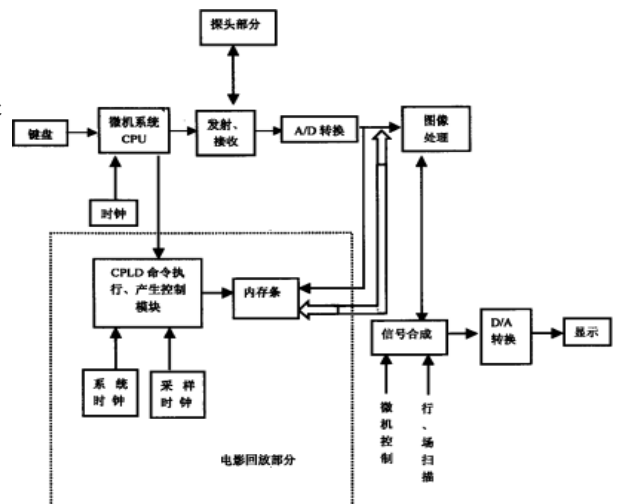 探头部分
键盘
微机系统
CPU
发射、
接收
A/D 转换
图像
处理
时钟
CPLD 命令执
行、产生控制
模块
内存条
信号合成
D/A
转换
显示
系 统
时 钟
采 样
时 钟
微机控制
行、场扫描
电影回放部分